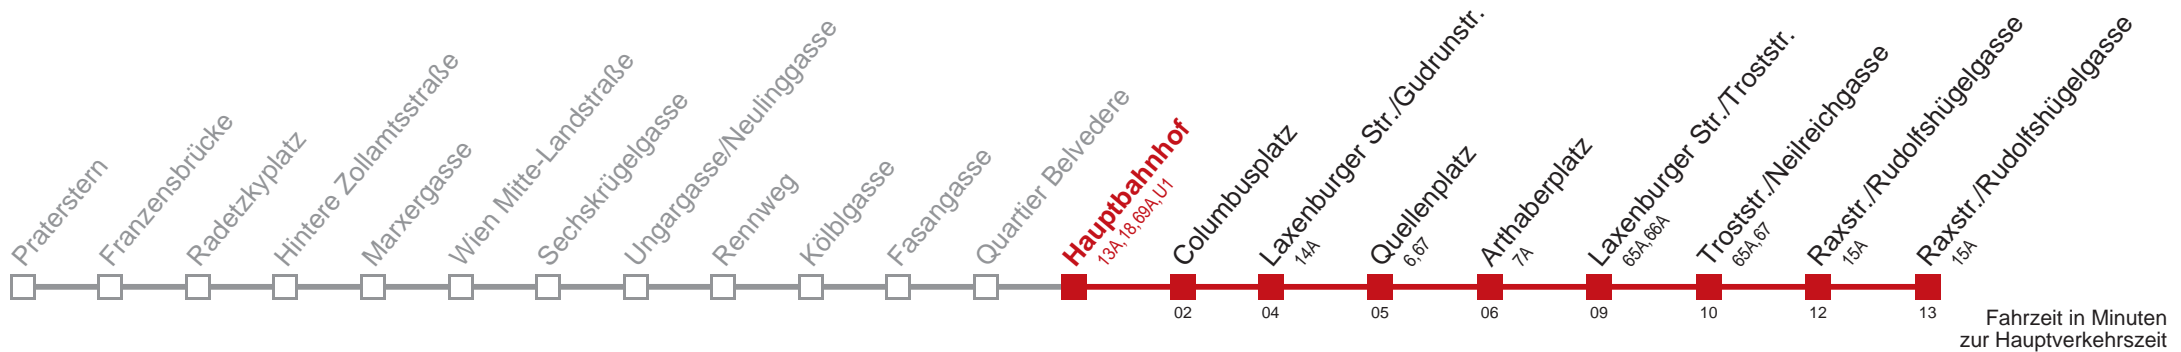 Praterstern
Franzensbrücke
Radetzkyplatz
Hintere Zollamtsstraße
Marxergasse
Wien Mitte-Landstraße
Sechskrügelgasse
Ungargasse/Neulinggasse
Rennweg
Kölblgasse
Fasangasse
Quartier Belvedere
Hauptbahnhof
13A,18,69A,U1
Columbusplatz
02
Laxenburger Str./Gudrunstr.
14A
04
Quellenplatz
6,67
05
Arthaberplatz
7A
06
Laxenburger Str./Troststr.
65A,66A
09
Troststr./Neilreichgasse
65A,67
10
Raxstr./Rudolfshügelgasse
15A
12
Raxstr./Rudolfshügelgasse
15A
13
Fahrzeit in Minuten
zur Hauptverkehrszeit